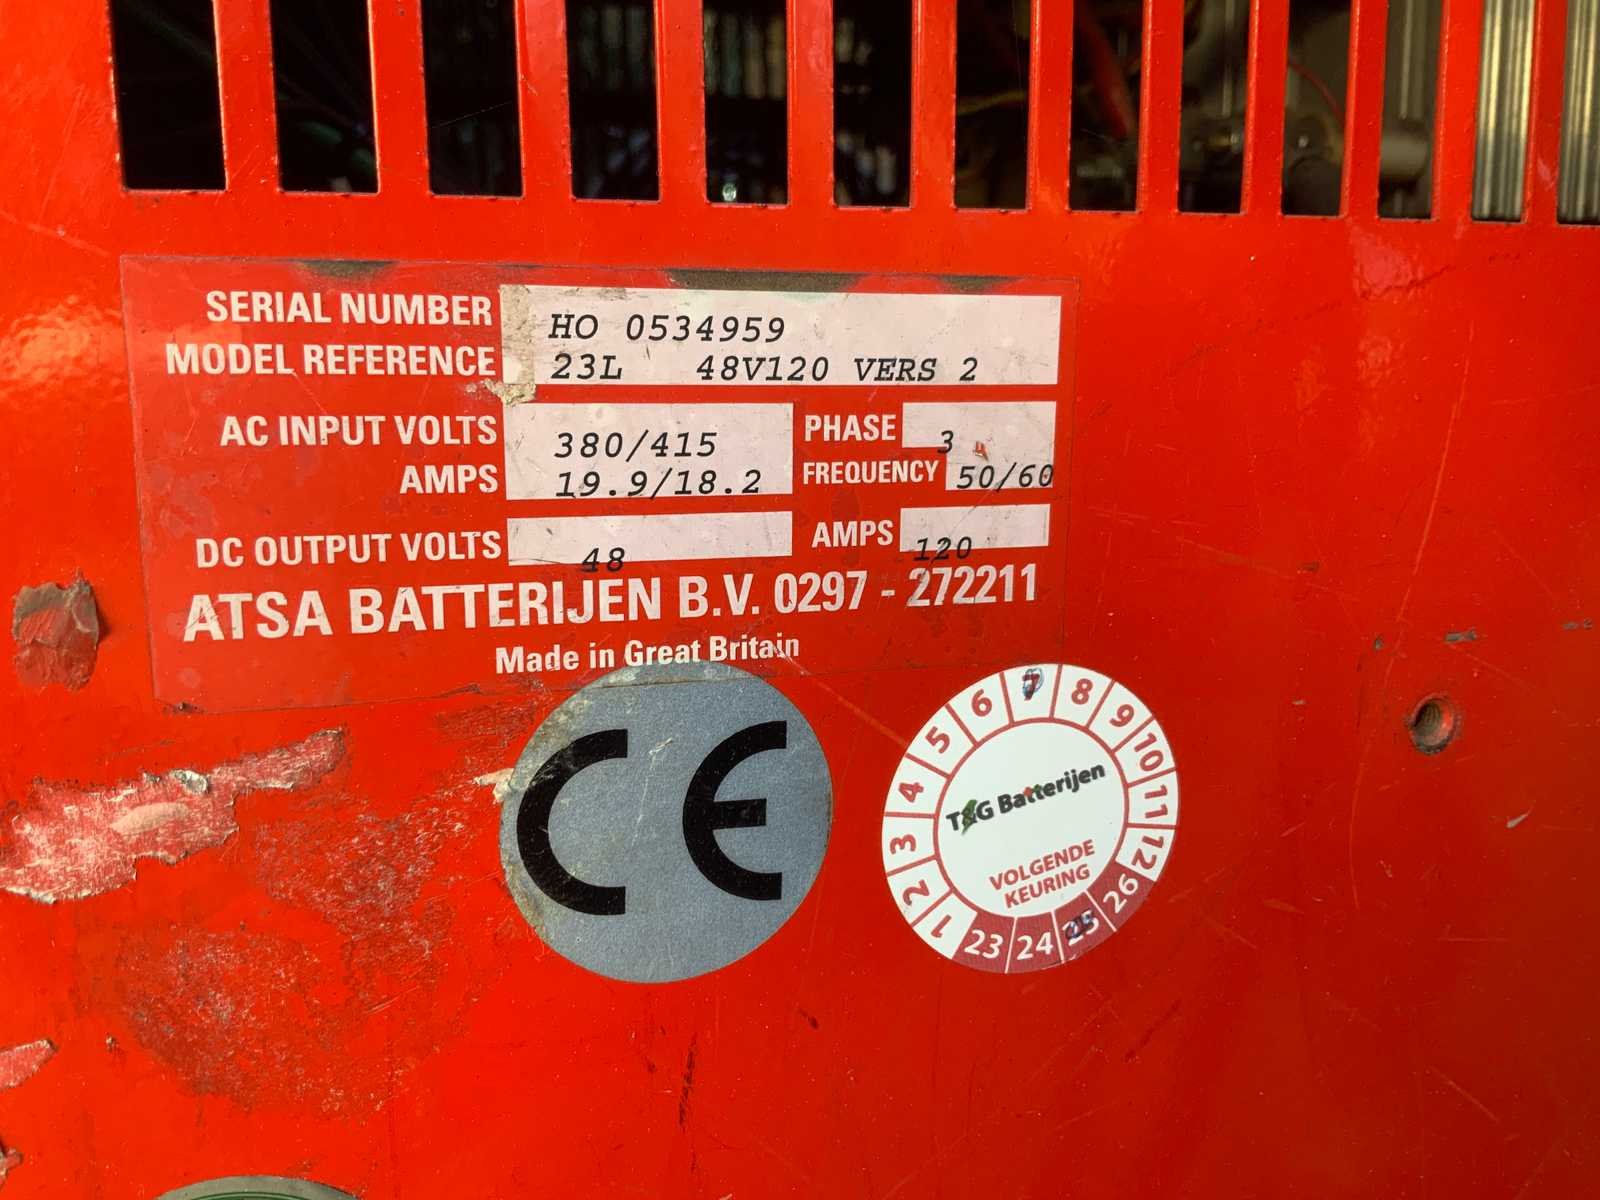 SERIAL NUMBER HO 0534959
MODEL REFERENCE 23L 48V120 VERS 2
AC INPUT VOLTS 380/415 PHASE 3
AMPS 19.9/18.2 FREQUENCY 50/60
DC OUTPUT VOLTS 48 AMPS 120
ATSA BATTERIJEN B.V. 0297 - 272211
Made in Great Britain
CE
1 2 3 4 5 6 7 8 9 10 11 12
T&G Batterijen
VOLGENDE
KEURING
23 24 25 26